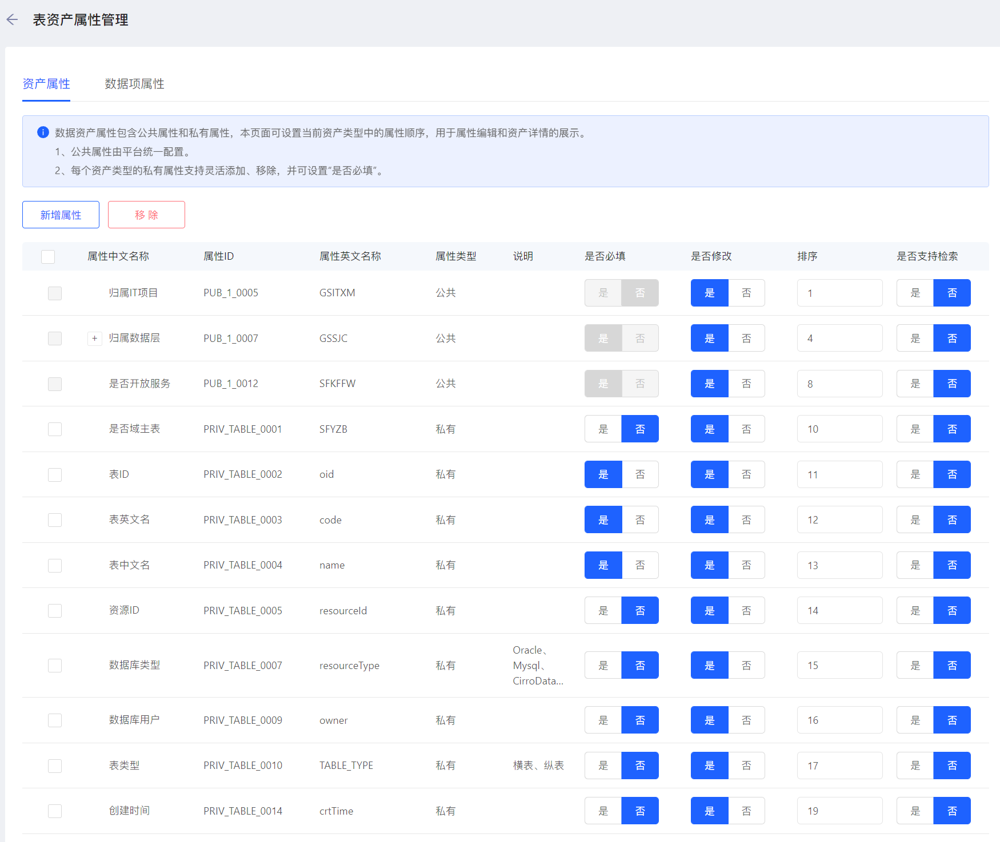 表资产属性管理
资产属性 数据项属性
数据资产属性包含公共属性和私有属性，本页面可设置当前资产类型中的属性顺序，用于属性编辑和资产详情的展示。
1、公共属性由平台统一配置。
2、每个资产类型的私有属性支持灵活添加、移除，并可设置“是否必填”。
新增属性 移 除
属性中文名称 属性ID 属性英文名称 属性类型 说明 是否必填 是否修改 排序 是否支持检索
归属IT项目 PUB_1_0005 GSITXM 公共 是 否 是 否 1 是 否
+ 归属数据层 PUB_1_0007 GSSJC 公共 是 否 是 否 4 是 否
是否开放服务 PUB_1_0012 SFKFFW 公共 是 否 是 否 8 是 否
是否域主表 PRIV_TABLE_0001 SFYZB 私有 是 否 是 否 10 是 否
表ID PRIV_TABLE_0002 oid 私有 是 否 是 否 11 是 否
表英文名 PRIV_TABLE_0003 code 私有 是 否 是 否 12 是 否
表中文名 PRIV_TABLE_0004 name 私有 是 否 是 否 13 是 否
资源ID PRIV_TABLE_0005 resourceId 私有 是 否 是 否 14 是 否
Oracle、
数据库类型 PRIV_TABLE_0007 resourceType 私有 Mysql、 是 否 是 否 15 是 否
CirroData...
数据库用户 PRIV_TABLE_0009 owner 私有 是 否 是 否 16 是 否
表类型 PRIV_TABLE_0010 TABLE_TYPE 私有 横表、纵表 是 否 是 否 17 是 否
创建时间 PRIV_TABLE_0014 crtTime 私有 是 否 是 否 19 是 否